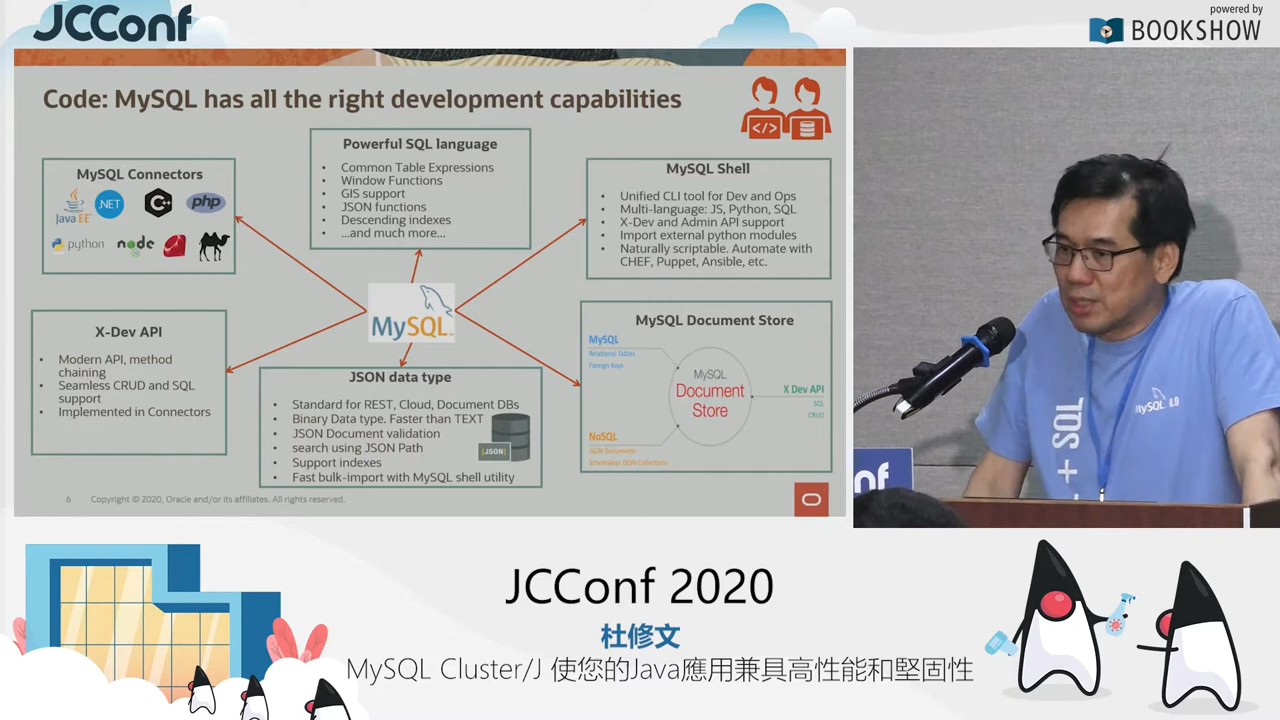 JCConf 2020
powered by
BOOKSHOW
Code: MySQL has all the right development capabilities
MySQL Connectors
Java EE
.NET
C++
php
python
node
Powerful SQL language
• Common Table Expressions
• Window Functions
• GIS support
• JSON functions
• Descending indexes
• ...and much more...
MySQL Shell
• Unified CLI tool for Dev and Ops
• Multi-language: JS, Python, SQL
• X-Dev and Admin API support
• Import external python modules
• Naturally scriptable. Automate with
CHEF, Puppet, Ansible, etc.
MySQL
X-Dev API
• Modern API, method
chaining
• Seamless CRUD and SQL
support
• Implemented in Connectors
JSON data type
• Standard for REST, Cloud, Document DBs
• Binary Data type. Faster than TEXT
• JSON Document validation
• search using JSON Path
• Support indexes
• Fast bulk-import with MySQL shell utility
{JSON}
MySQL Document Store
MySQL
Relational Tables
Foreign Keys
MySQL
Document
Store
X Dev API
SQL
CRUD
NoSQL
JSON Documents
Schemaless JSON Collections
6 Copyright © 2020, Oracle and/or its affiliates. All rights reserved.
MySQL 8.0
+ SQL
nf
JCConf 2020
杜修文
MySQL Cluster/J 使您的Java應用兼具高性能和堅固性